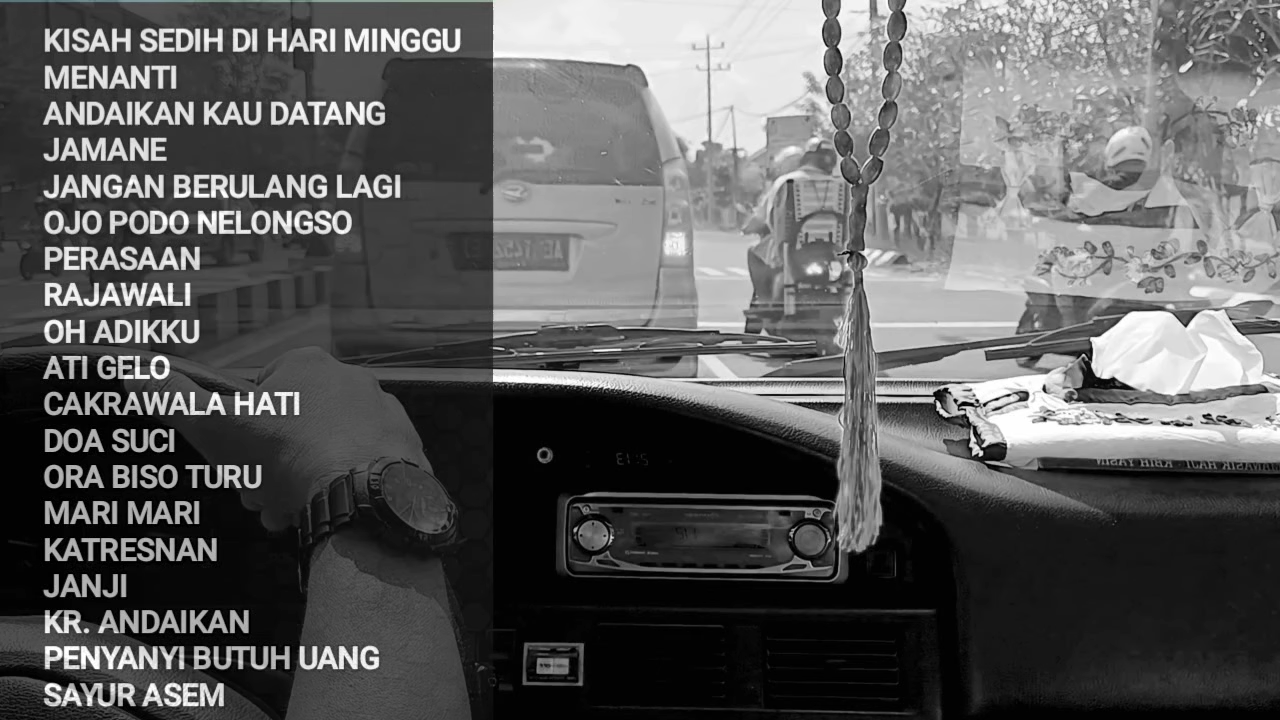 KISAH SEDIH DI HARI MINGGU
MENANTI
ANDAIKAN KAU DATANG
JAMANE
JANGAN BERULANG LAGI
OJO PODO NELONGSO
PERASAAN
RAJAWALI
OH ADIKKU
ATI GELO
CAKRAWALA HATI
DOA SUCI
ORA BISO TURU
MARI MARI
KATRESNAN
JANJI
KR. ANDAIKAN
PENYANYI BUTUH UANG
SAYUR ASEM